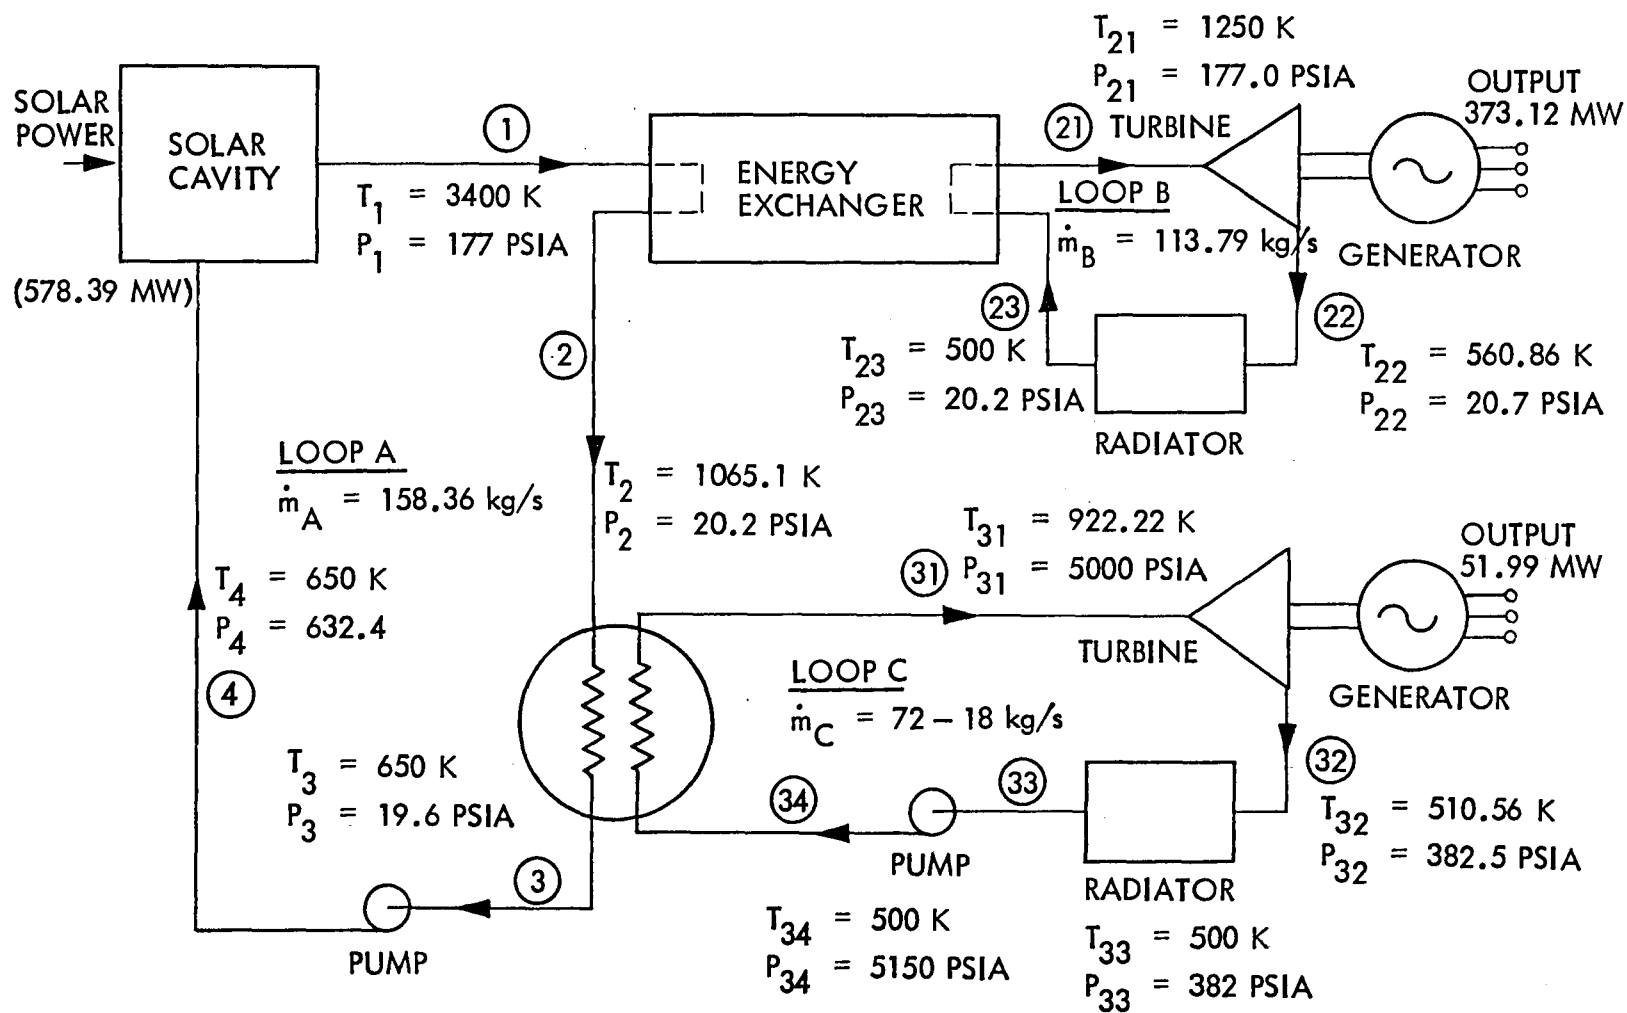 T21 = 1250 K
P21 = 177.0 PSIA
OUTPUT
373.12 MW
SOLAR
POWER
SOLAR
CAVITY
1
T1 = 3400 K
P1 = 177 PSIA
ENERGY
EXCHANGER
21 TURBINE
LOOP B
ṁB = 113.79 kg/s
GENERATOR
(578.39 MW)
2
23
22
T23 = 500 K
P23 = 20.2 PSIA
T22 = 560.86 K
P22 = 20.7 PSIA
RADIATOR
LOOP A
ṁA = 158.36 kg/s
T2 = 1065.1 K
P2 = 20.2 PSIA
T31 = 922.22 K
31 P31 = 5000 PSIA
OUTPUT
51.99 MW
T4 = 650 K
P4 = 632.4
4
TURBINE
LOOP C
ṁC = 72 – 18 kg/s
GENERATOR
T3 = 650 K
P3 = 19.6 PSIA
34
33
32
T32 = 510.56 K
P32 = 382.5 PSIA
PUMP
RADIATOR
3
PUMP
T34 = 500 K
P34 = 5150 PSIA
T33 = 500 K
P33 = 382 PSIA